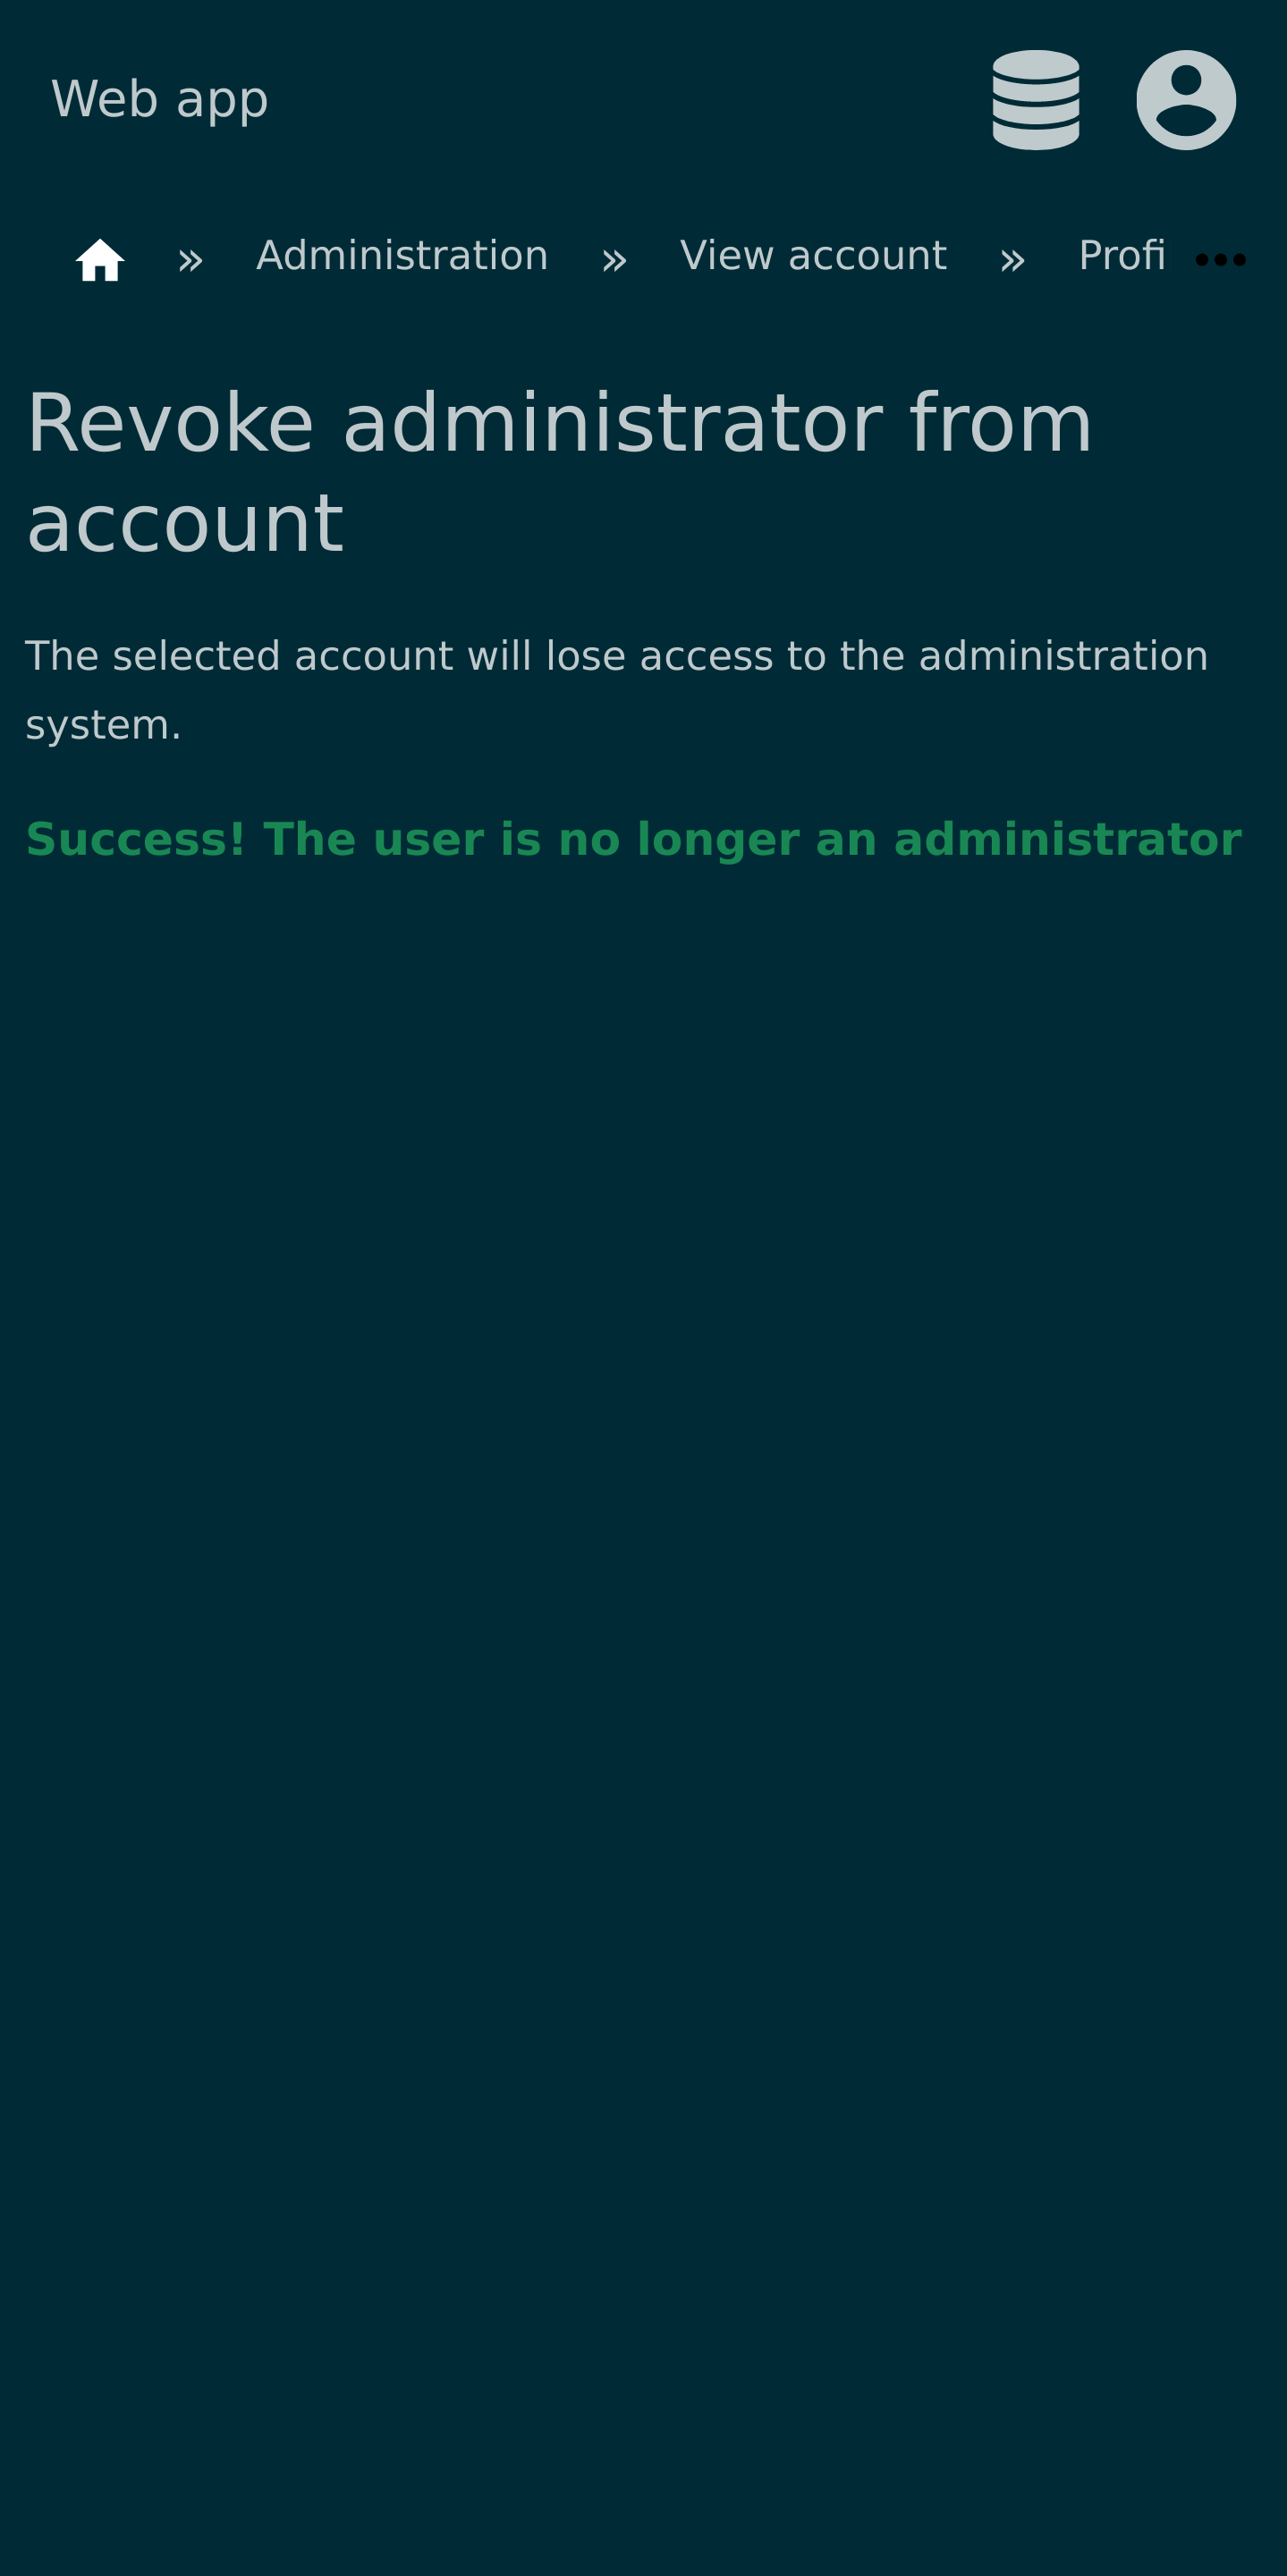 Web app
» Administration » View account » Profi
Revoke administrator from
account
The selected account will lose access to the administration
system.
Success! The user is no longer an administrator